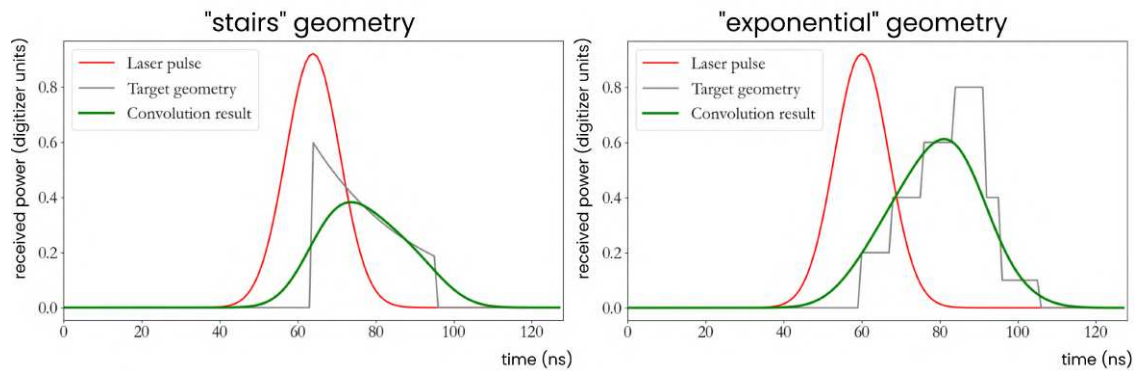 "stairs" geometry
received power (digitizer units)
0.8
0.6
0.4
0.2
0.0
Laser pulse
Target geometry
Convolution result
0
20
40
60
80
100
120
time (ns)
"exponential" geometry
received power (digitizer units)
0.8
0.6
0.4
0.2
0.0
Laser pulse
Target geometry
Convolution result
0
20
40
60
80
100
120
time (ns)